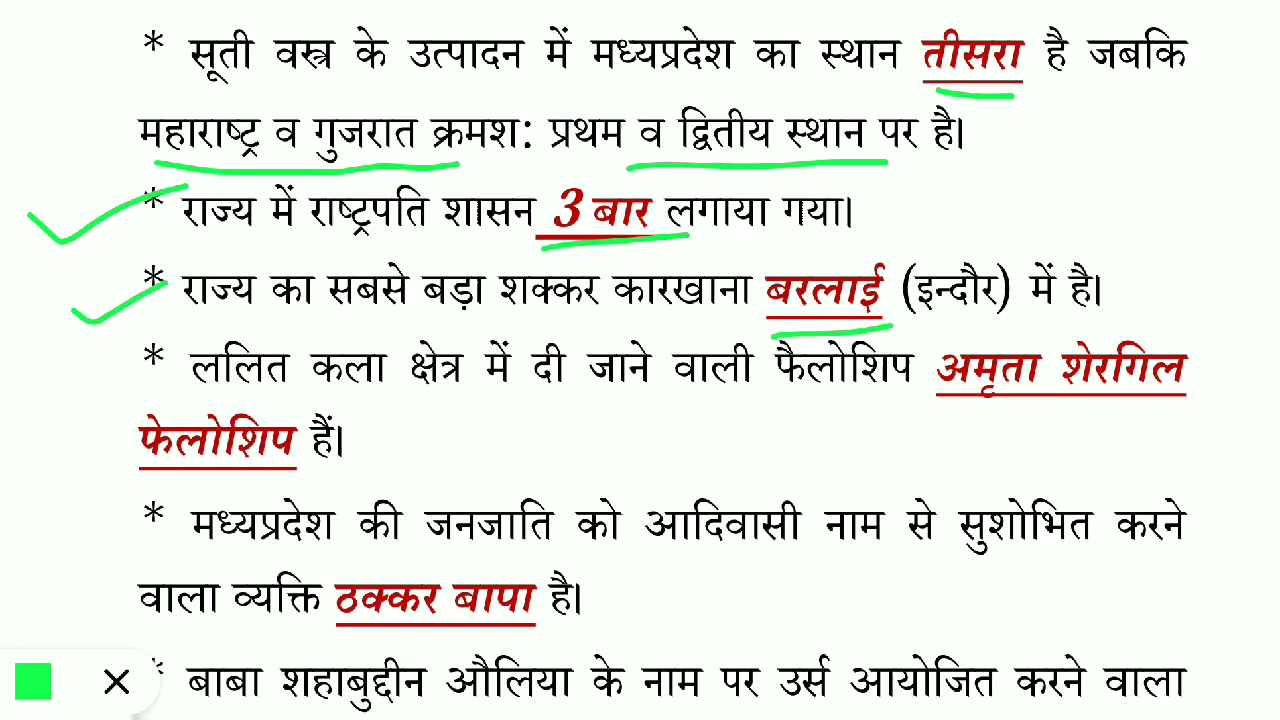 * सूती वस्त्र के उत्पादन में मध्यप्रदेश का स्थान तीसरा है जबकि
महाराष्ट्र व गुजरात क्रमश: प्रथम व द्वितीय स्थान पर है।
* राज्य में राष्ट्रपति शासन 3 बार लगाया गया।
* राज्य का सबसे बड़ा शक्कर कारखाना बरलाई (इन्दौर) में है।
* ललित कला क्षेत्र में दी जाने वाली फैलोशिप अमृता शेरगिल
फेलोशिप हैं।
* मध्यप्रदेश की जनजाति को आदिवासी नाम से सुशोभित करने
वाला व्यक्ति ठक्कर बापा है।
* बाबा शहाबुद्दीन औलिया के नाम पर उर्स आयोजित करने वाला